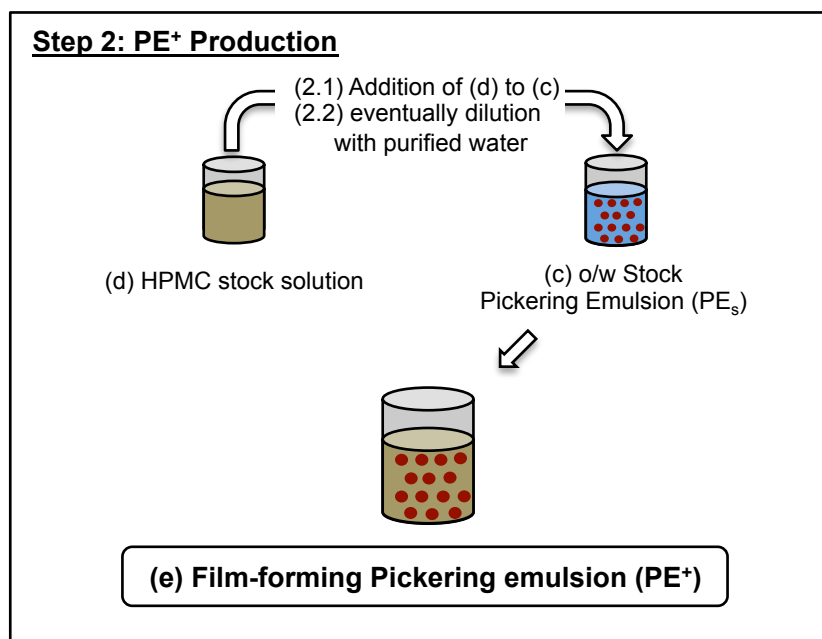 Step 2: PE⁺ Production
(2.1) Addition of (d) to (c)
(2.2) eventually dilution
with purified water
(d) HPMC stock solution
(c) o/w Stock
Pickering Emulsion (PEₛ)
(e) Film-forming Pickering emulsion (PE⁺)